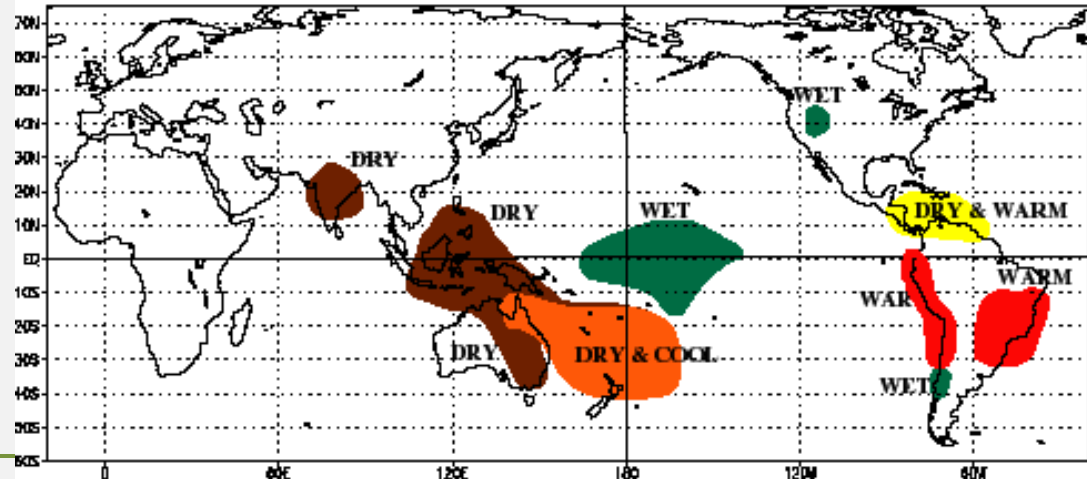 70N
60N
50N
40N
30N
20N
10N
EQ
10S
20S
30S
40S
50S
60S
WET
DRY
DRY
WET
DRY & WARM
WARM
WAR
DRY
DRY & COOL
WET
0
60E
120E
180
120W
60W